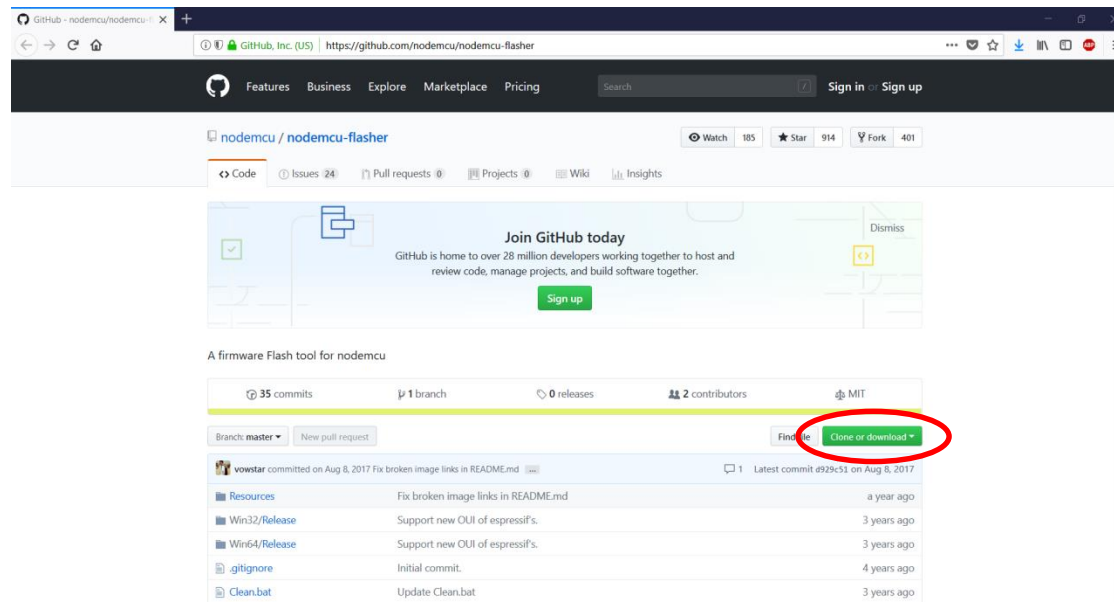 GitHub - nodemcu/nodemcu-f
GitHub, Inc. (US) https://github.com/nodemcu/nodemcu-flasher
Features Business Explore Marketplace Pricing Search / Sign in or Sign up
nodemcu / nodemcu-flasher Watch 185 Star 914 Fork 401
Code Issues 24 Pull requests 0 Projects 0 Wiki Insights
Dismiss
Join GitHub today
GitHub is home to over 28 million developers working together to host and
review code, manage projects, and build software together.
Sign up
A firmware Flash tool for nodemcu
35 commits 1 branch 0 releases 2 contributors MIT
Branch: master New pull request Find file Clone or download
vowstar committed on Aug 8, 2017 Fix broken image links in README.md ... 1 Latest commit d929c51 on Aug 8, 2017
Resources Fix broken image links in README.md a year ago
Win32/Release Support new OUI of espressif's. 3 years ago
Win64/Release Support new OUI of espressif's. 3 years ago
.gitignore Initial commit. 4 years ago
Clean.bat Update Clean.bat 3 years ago